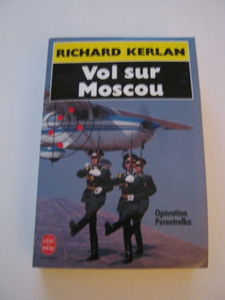 RICHARD KERLAN
Vol sur
Moscou
Opération
Perestroïka